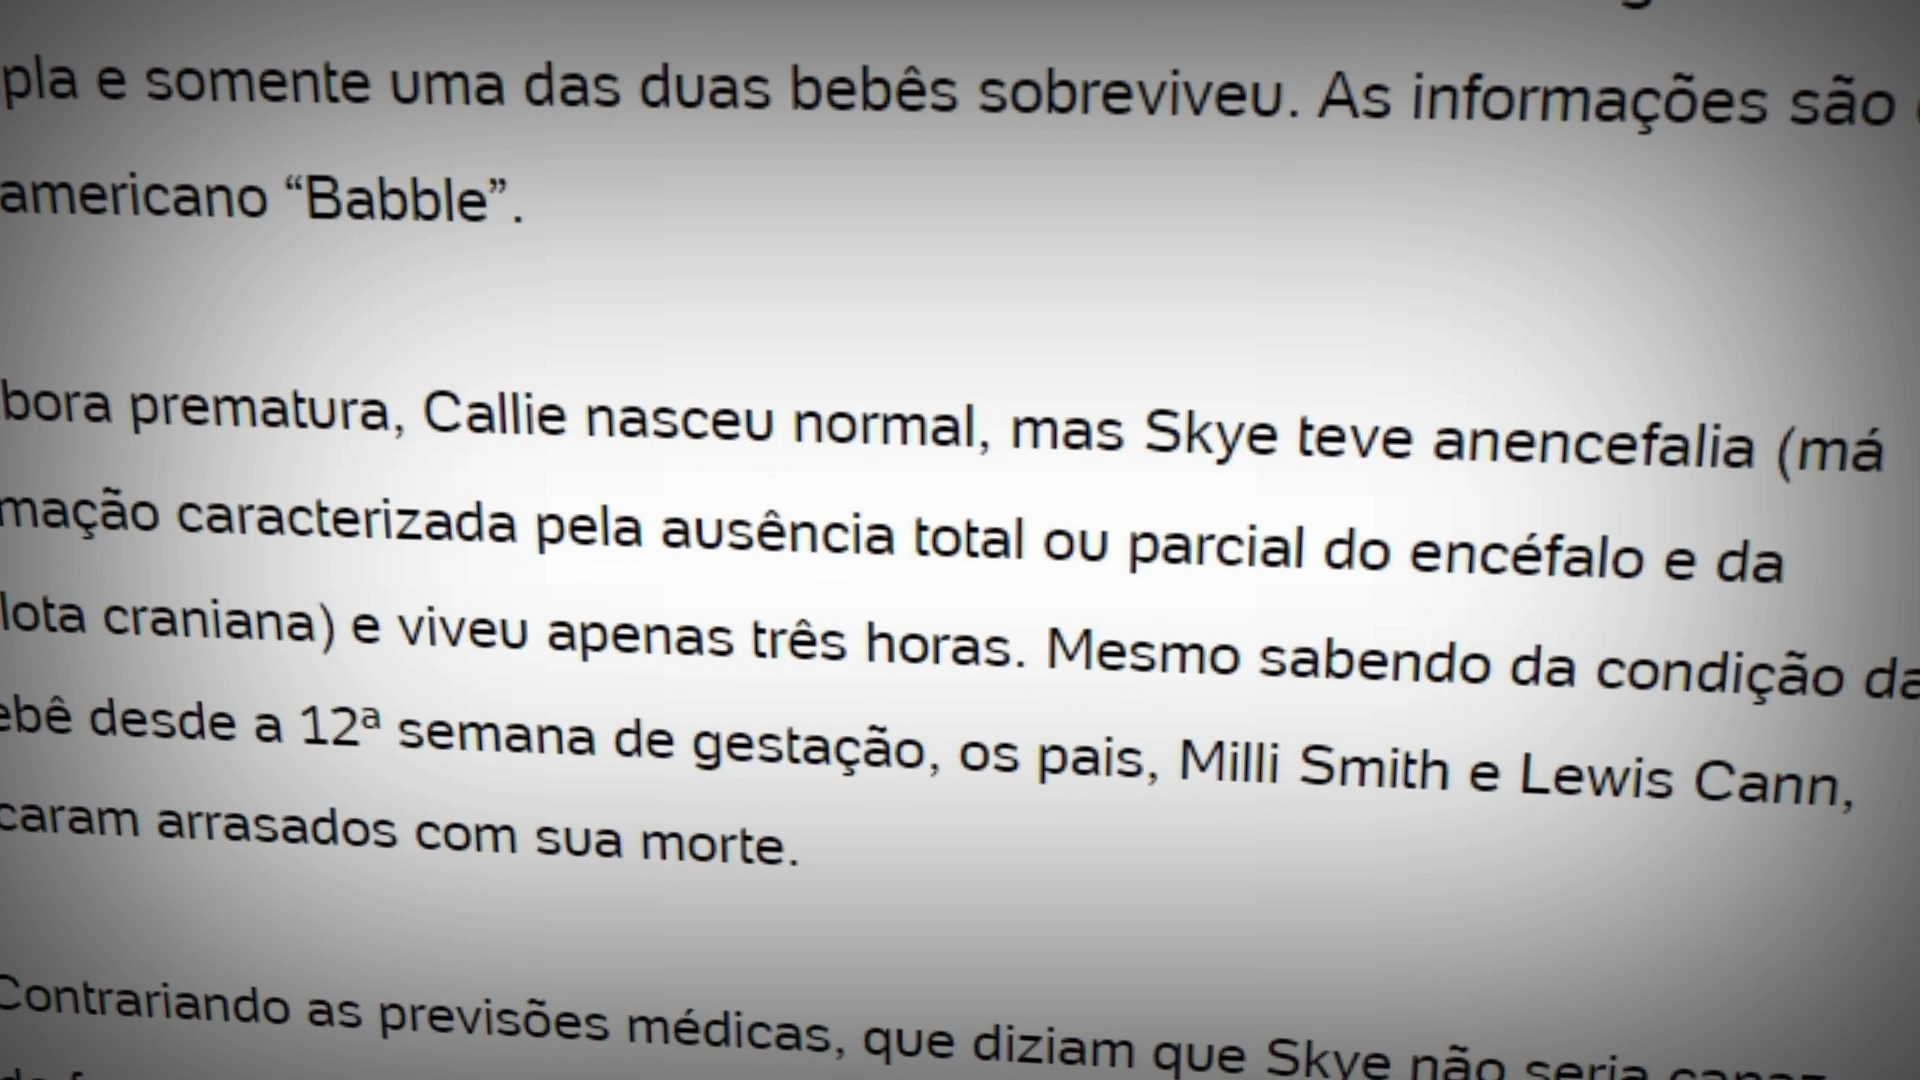 pla e somente uma das duas bebês sobreviveu. As informações são
americano “Babble”.
bora prematura, Callie nasceu normal, mas Skye teve anencefalia (má
mação caracterizada pela ausência total ou parcial do encéfalo e da
lota craniana) e viveu apenas três horas. Mesmo sabendo da condição da
ebê desde a 12ª semana de gestação, os pais, Milli Smith e Lewis Cann,
caram arrasados com sua morte.
Contrariando as previsões médicas, que diziam que Skye não seria capaz